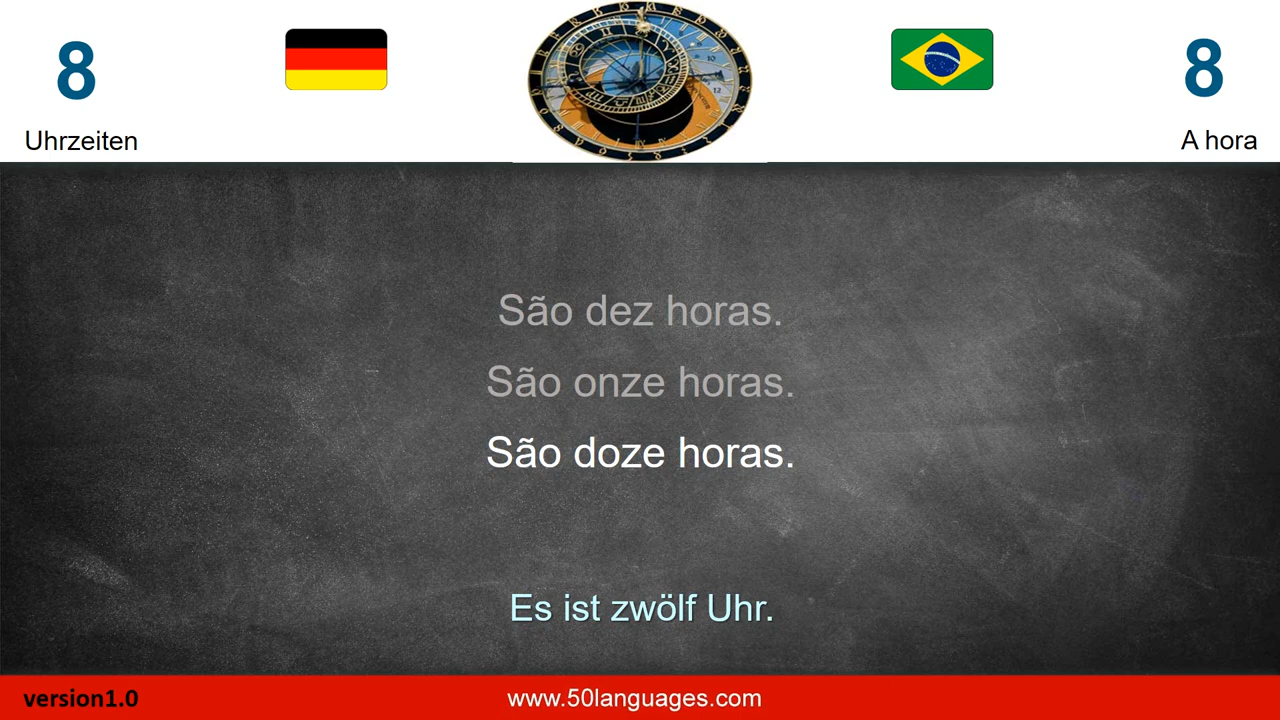 8
8
Uhrzeiten
A hora
São dez horas.
São onze horas.
São doze horas.
Es ist zwölf Uhr.
version1.0
www.50languages.com